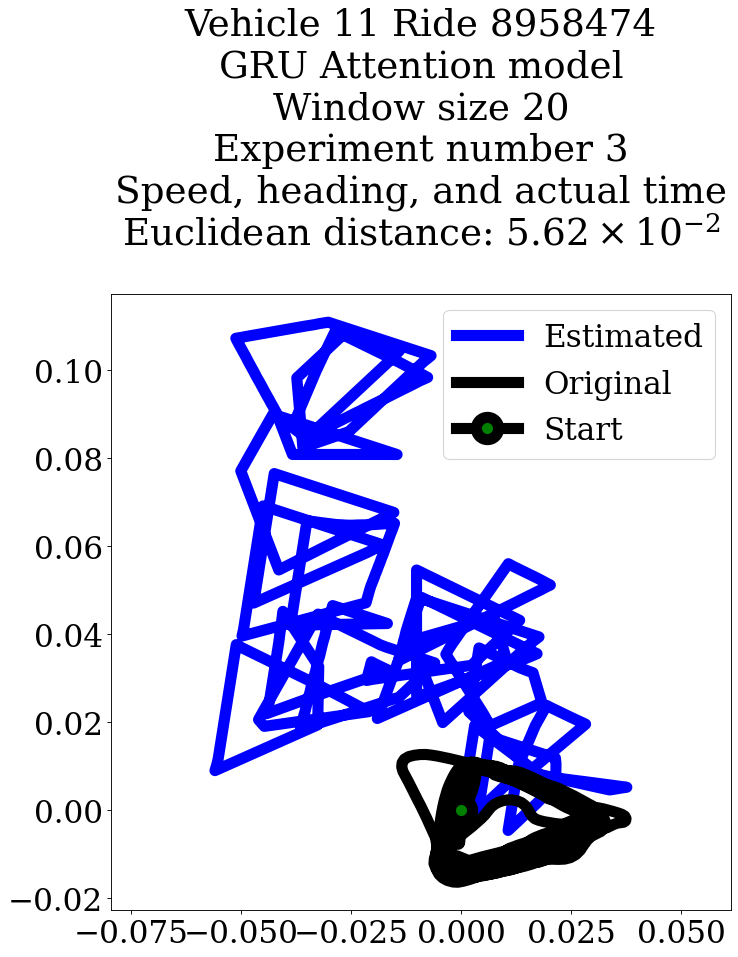 Vehicle 11 Ride 8958474
GRU Attention model
Window size 20
Experiment number 3
Speed, heading, and actual time
Euclidean distance: 5.62 × 10⁻²
Estimated
Original
Start
0.10
0.08
0.06
0.04
0.02
0.00
−0.02
−0.075 −0.050 −0.025 0.000 0.025 0.050